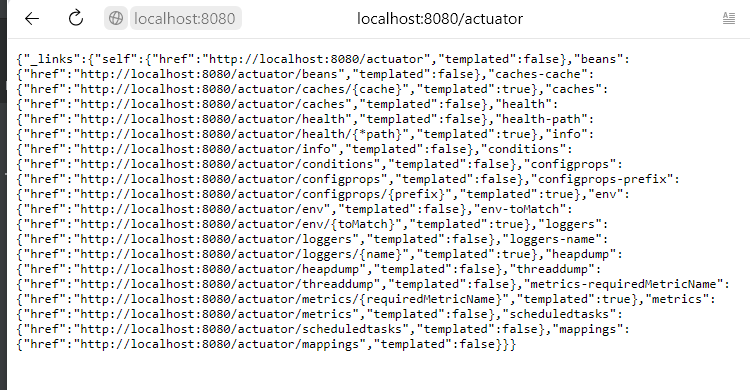 localhost:8080 localhost:8080/actuator
{"_links":{"self":{"href":"http://localhost:8080/actuator","templated":false},"beans":
{"href":"http://localhost:8080/actuator/beans","templated":false},"caches-cache":
{"href":"http://localhost:8080/actuator/caches/{cache}","templated":true},"caches":
{"href":"http://localhost:8080/actuator/caches","templated":false},"health":
{"href":"http://localhost:8080/actuator/health","templated":false},"health-path":
{"href":"http://localhost:8080/actuator/health/{*path}","templated":true},"info":
{"href":"http://localhost:8080/actuator/info","templated":false},"conditions":
{"href":"http://localhost:8080/actuator/conditions","templated":false},"configprops":
{"href":"http://localhost:8080/actuator/configprops","templated":false},"configprops-prefix":
{"href":"http://localhost:8080/actuator/configprops/{prefix}","templated":true},"env":
{"href":"http://localhost:8080/actuator/env","templated":false},"env-toMatch":
{"href":"http://localhost:8080/actuator/env/{toMatch}","templated":true},"loggers":
{"href":"http://localhost:8080/actuator/loggers","templated":false},"loggers-name":
{"href":"http://localhost:8080/actuator/loggers/{name}","templated":true},"heapdump":
{"href":"http://localhost:8080/actuator/heapdump","templated":false},"threaddump":
{"href":"http://localhost:8080/actuator/threaddump","templated":false},"metrics-requiredMetricName":
{"href":"http://localhost:8080/actuator/metrics/{requiredMetricName}","templated":true},"metrics":
{"href":"http://localhost:8080/actuator/metrics","templated":false},"scheduledtasks":
{"href":"http://localhost:8080/actuator/scheduledtasks","templated":false},"mappings":
{"href":"http://localhost:8080/actuator/mappings","templated":false}}}